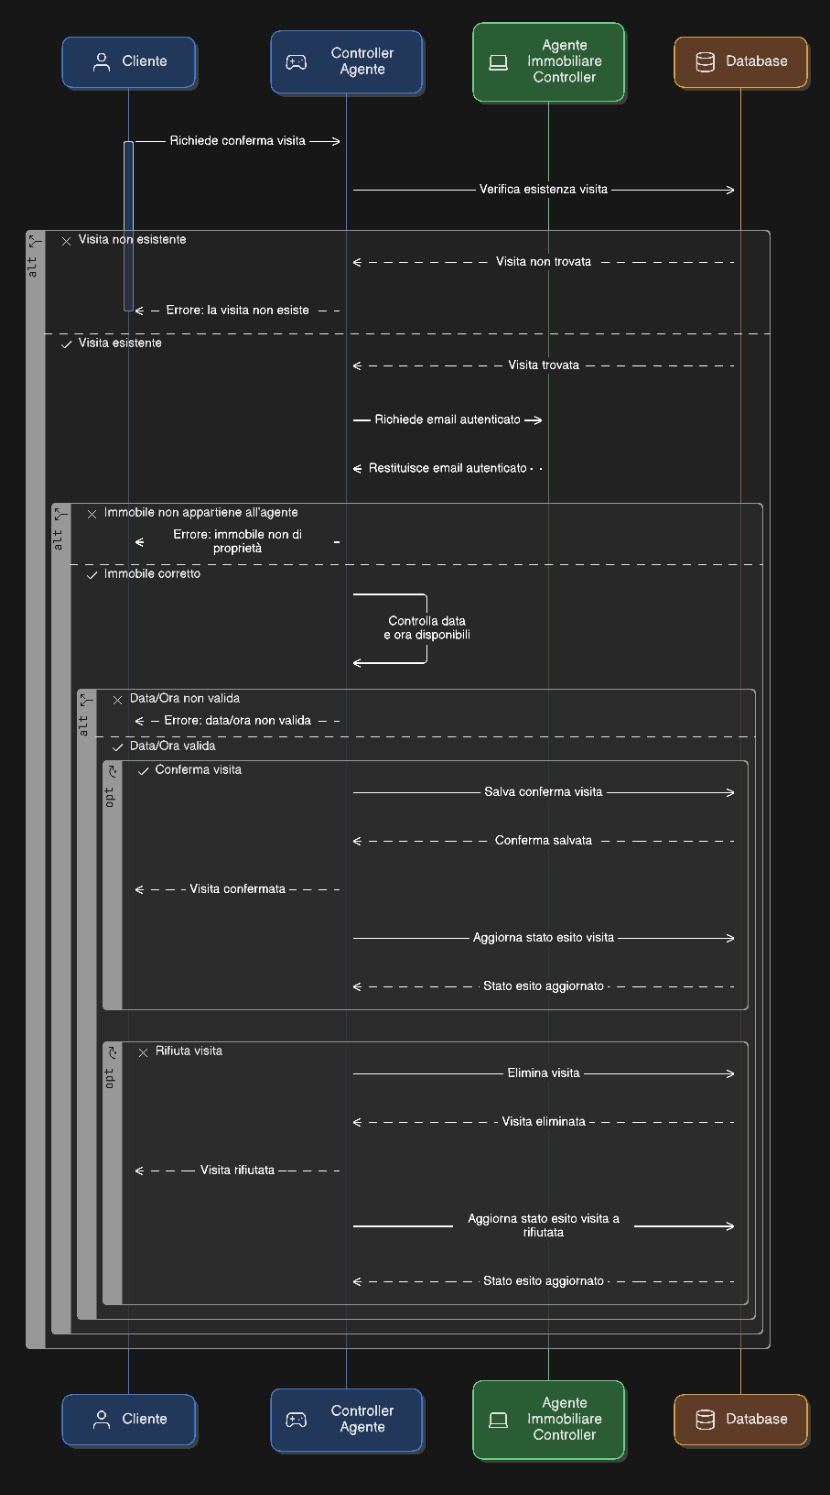 Cliente
Controller
Agente
Agente
Immobiliare
Controller
Database
Richiede conferma visita
Verifica esistenza visita
alt
Visita non esistente
Visita non trovata
Errore: la visita non esiste
Visita esistente
Visita trovata
Richiede email autenticato
Restituisce email autenticato
alt
Immobile non appartiene all'agente
Errore: immobile non di
proprietà
Immobile corretto
Controlla data
e ora disponibili
alt
Data/Ora non valida
Errore: data/ora non valida
Data/Ora valida
opt
Conferma visita
Salva conferma visita
Conferma salvata
Visita confermata
Aggiorna stato esito visita
Stato esito aggiornato
opt
Rifiuta visita
Elimina visita
Visita eliminata
Visita rifiutata
Aggiorna stato esito visita a
rifiutata
Stato esito aggiornato
Cliente
Controller
Agente
Agente
Immobiliare
Controller
Database